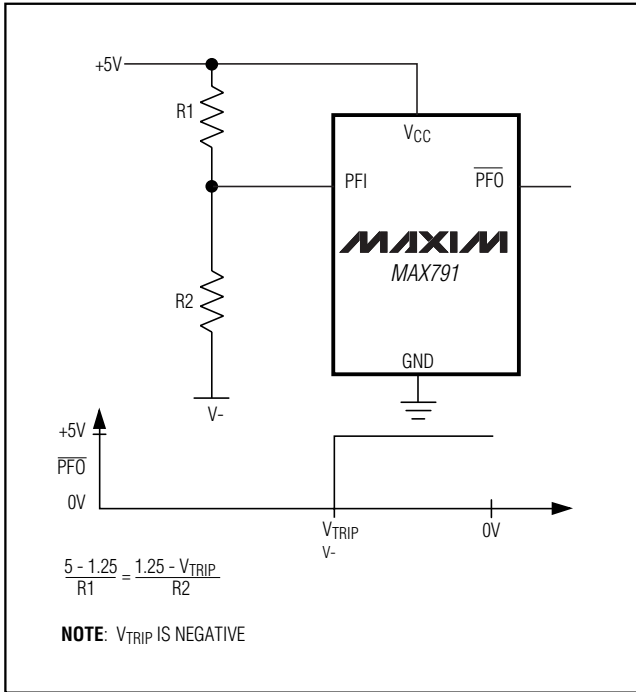 +5V
R1
VCC
PFI
PFO
MAXIM
MAX791
R2
GND
V-
+5V
PFO
0V
VTRIP
V-
0V
5 - 1.25
R1
=
1.25 - VTRIP
R2
NOTE: VTRIP IS NEGATIVE